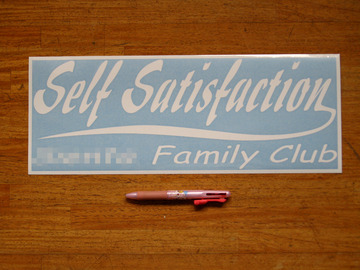 Self Satisfaction
Family Club